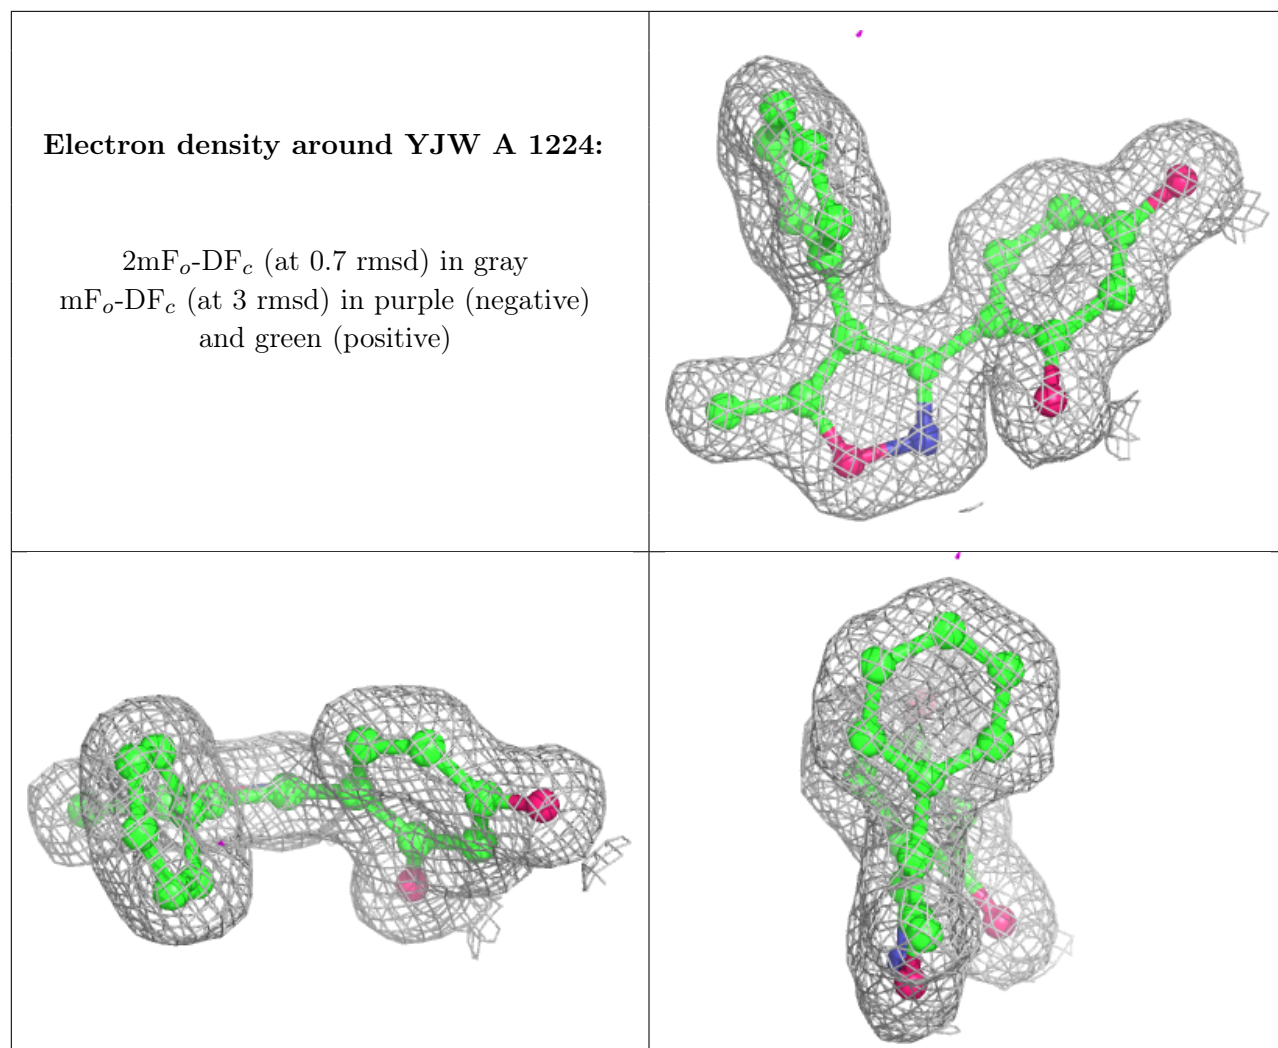 Electron density around YJW A 1224:
2mFₒ-DF𝑐 (at 0.7 rmsd) in gray
mFₒ-DF𝑐 (at 3 rmsd) in purple (negative)
and green (positive)